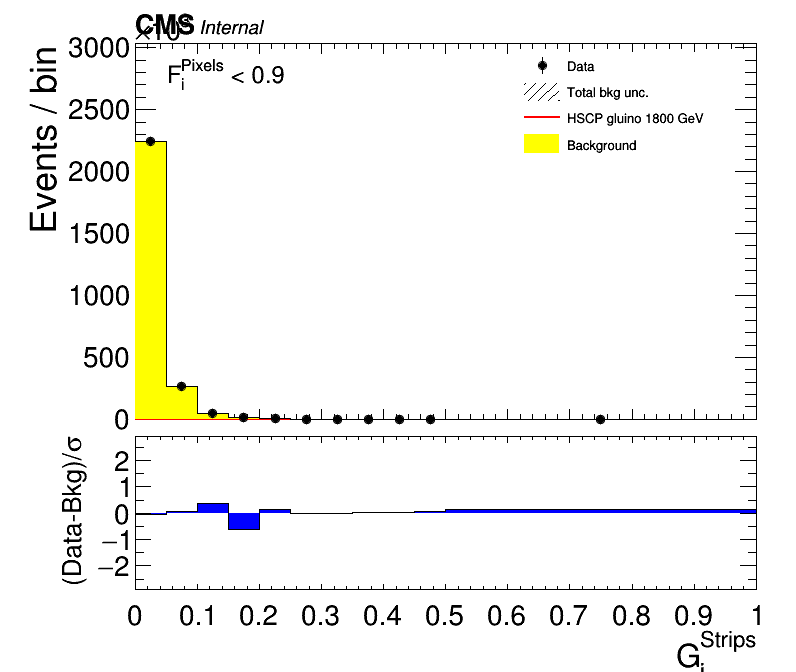 CMS Internal
×10³
F_i^Pixels < 0.9
Data
Total bkg unc.
HSCP gluino 1800 GeV
Background
Events / bin
3000
2500
2000
1500
1000
500
0
(Data-Bkg)/σ
2
1
0
−1
−2
0 0.1 0.2 0.3 0.4 0.5 0.6 0.7 0.8 0.9 1
G_i^Strips